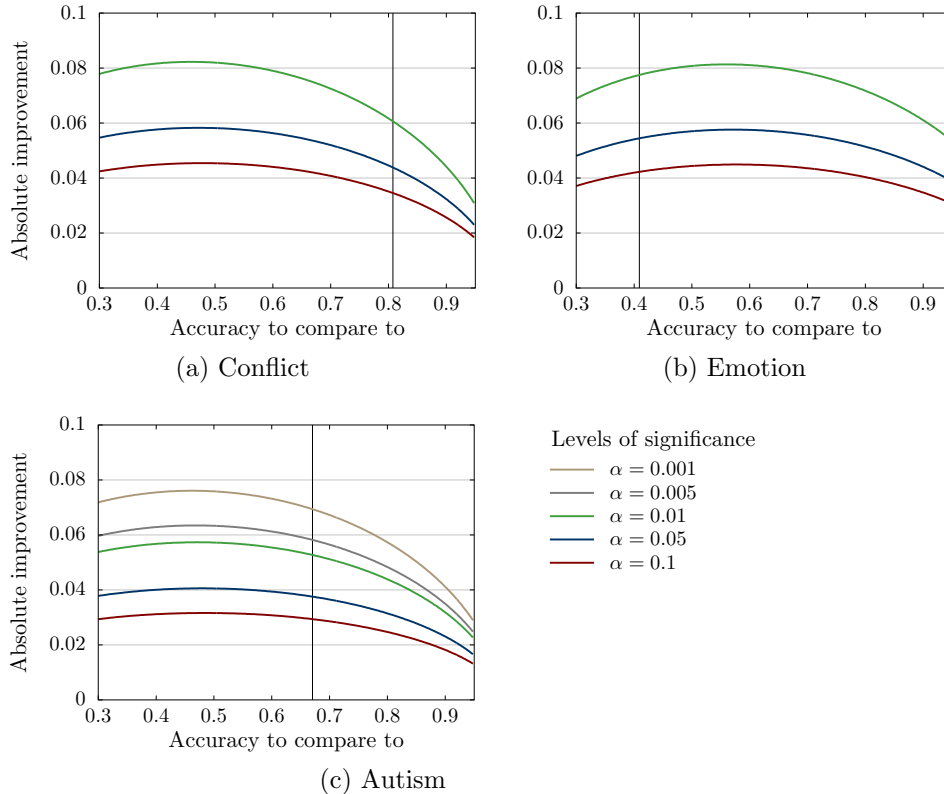 0.1
0.08
0.06
0.04
0.02
0
Absolute improvement
0.3 0.4 0.5 0.6 0.7 0.8 0.9
Accuracy to compare to
(a) Conflict
0.1
0.08
0.06
0.04
0.02
0
0.3 0.4 0.5 0.6 0.7 0.8 0.9
Accuracy to compare to
(b) Emotion
0.1
0.08
0.06
0.04
0.02
0
Absolute improvement
0.3 0.4 0.5 0.6 0.7 0.8 0.9
Accuracy to compare to
(c) Autism
Levels of significance
α = 0.001
α = 0.005
α = 0.01
α = 0.05
α = 0.1